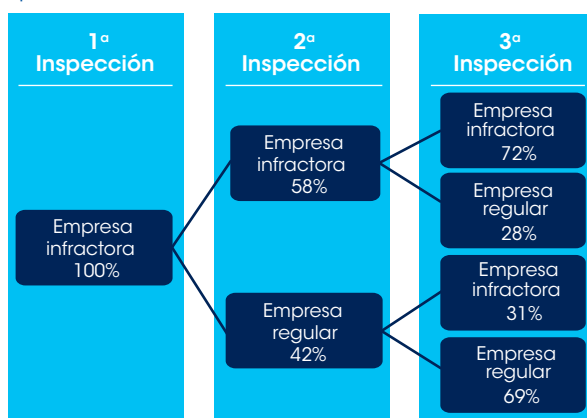 1ª
Inspección
2ª
Inspección
3ª
Inspección
Empresa
infractora
100%
Empresa
infractora
58%
Empresa
regular
42%
Empresa
infractora
72%
Empresa
regular
28%
Empresa
infractora
31%
Empresa
regular
69%